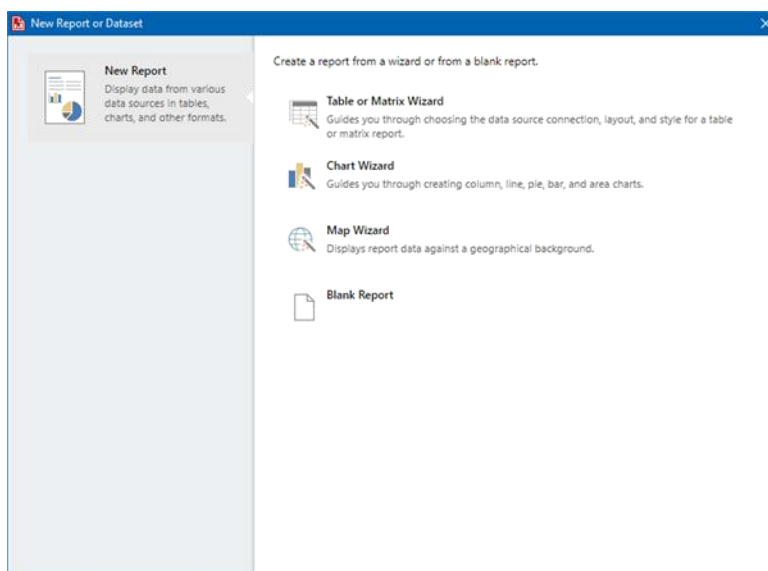 New Report or Dataset
New Report
Display data from various
data sources in tables,
charts, and other formats.
Create a report from a wizard or from a blank report.
Table or Matrix Wizard
Guides you through choosing the data source connection, layout, and style for a table
or matrix report.
Chart Wizard
Guides you through creating column, line, pie, bar, and area charts.
Map Wizard
Displays report data against a geographical background.
Blank Report